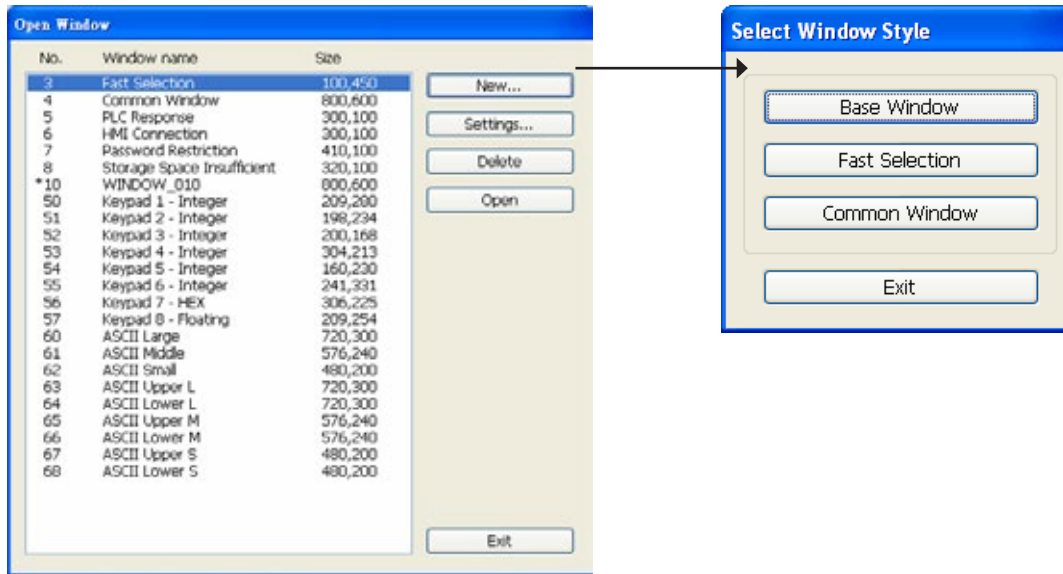 Open Window
No. Window name Size
3 Fast Selection 100,450
4 Common Window 800,600
5 PLC Response 300,100
6 HMI Connection 300,100
7 Password Restriction 410,100
8 Storage Space Insufficient 320,100
*10 WINDOW_010 800,600
50 Keypad 1 - Integer 209,200
51 Keypad 2 - Integer 198,234
52 Keypad 3 - Integer 200,168
53 Keypad 4 - Integer 304,213
54 Keypad 5 - Integer 160,230
55 Keypad 6 - Integer 241,331
56 Keypad 7 - HEX 306,225
57 Keypad 8 - Floating 209,254
60 ASCII Large 720,300
61 ASCII Middle 576,240
62 ASCII Small 480,200
63 ASCII Upper L 720,300
64 ASCII Lower L 720,300
65 ASCII Upper M 576,240
66 ASCII Lower M 576,240
67 ASCII Upper S 480,200
68 ASCII Lower S 480,200
New...
Settings...
Delete
Open
Exit
Select Window Style
Base Window
Fast Selection
Common Window
Exit